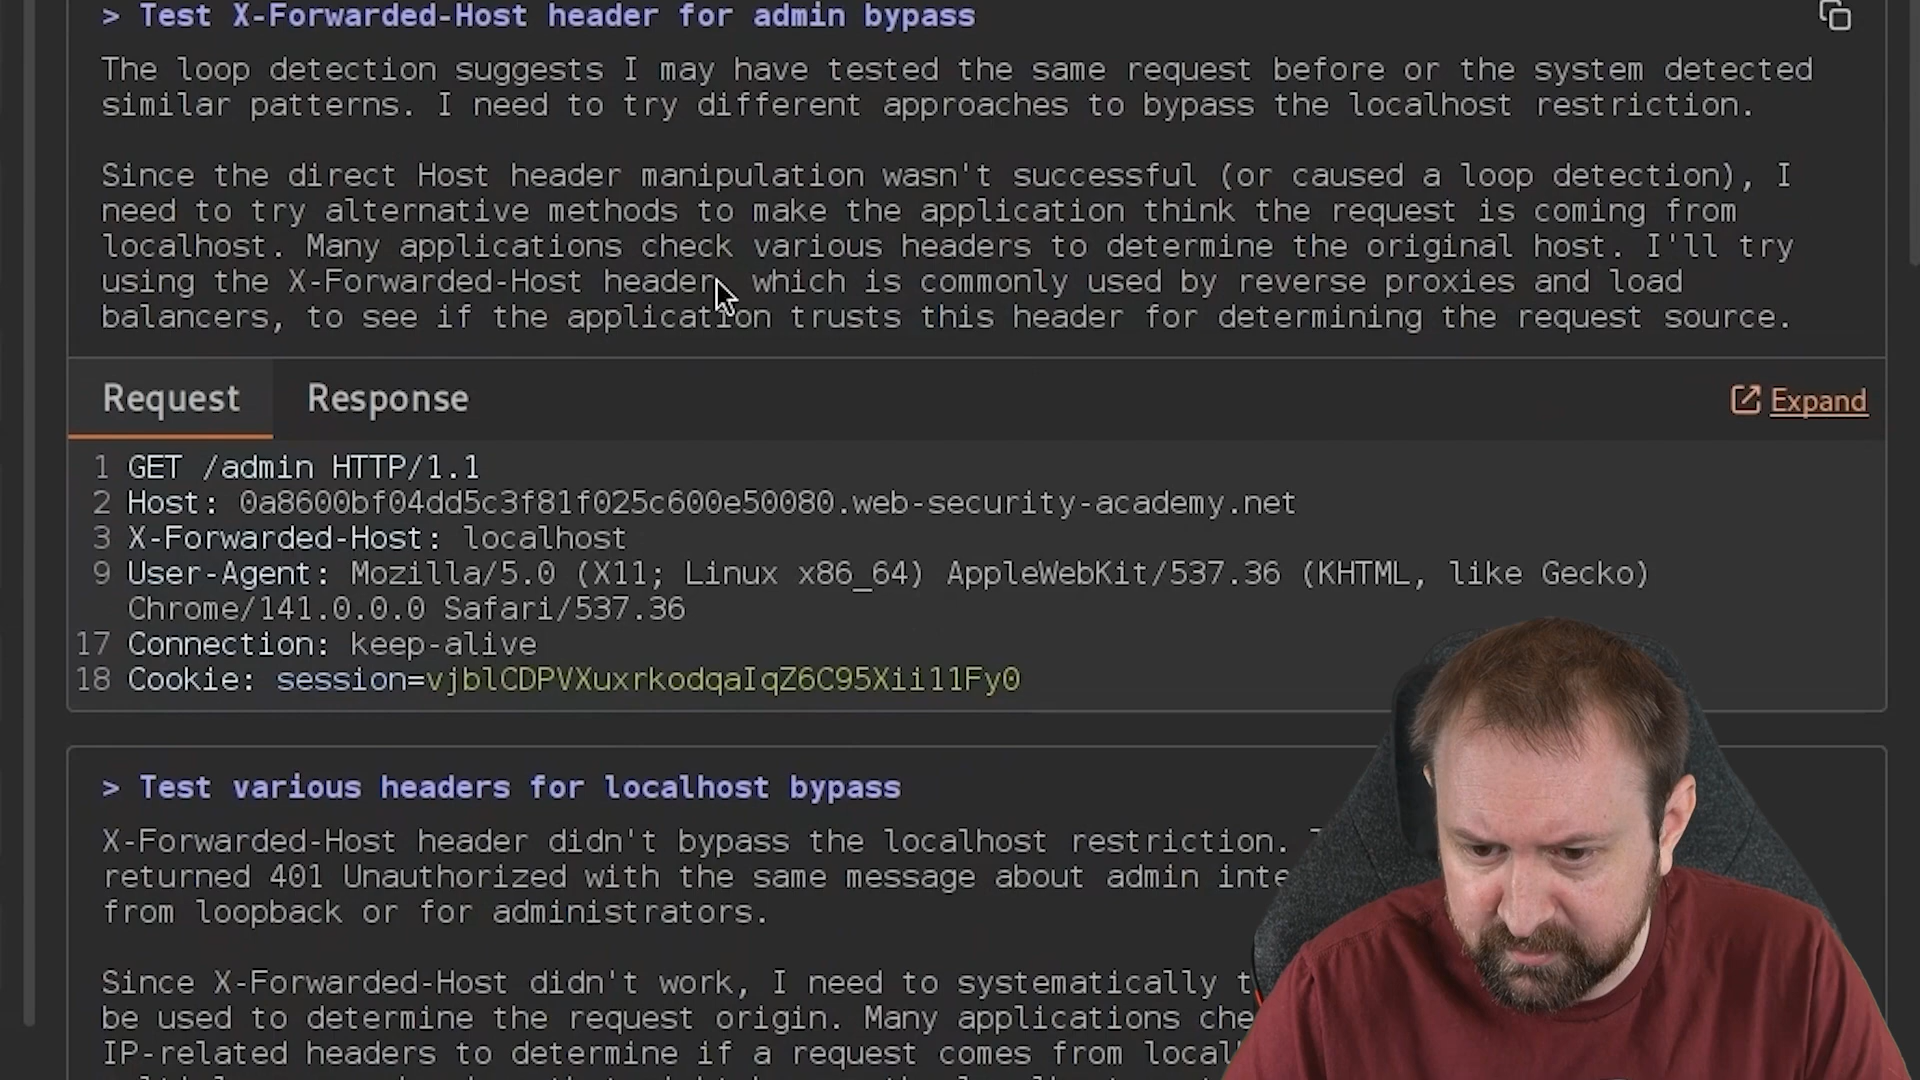 > Test X-Forwarded-Host header for admin bypass
The loop detection suggests I may have tested the same request before or the system detected
similar patterns. I need to try different approaches to bypass the localhost restriction.
Since the direct Host header manipulation wasn't successful (or caused a loop detection), I
need to try alternative methods to make the application think the request is coming from
localhost. Many applications check various headers to determine the original host. I'll try
using the X-Forwarded-Host header, which is commonly used by reverse proxies and load
balancers, to see if the application trusts this header for determining the request source.
Request Response Expand
1 GET /admin HTTP/1.1
2 Host: 0a8600bf04dd5c3f81f025c600e50080.web-security-academy.net
3 X-Forwarded-Host: localhost
9 User-Agent: Mozilla/5.0 (X11; Linux x86_64) AppleWebKit/537.36 (KHTML, like Gecko)
Chrome/141.0.0.0 Safari/537.36
17 Connection: keep-alive
18 Cookie: session=vjblCDPVXuxrkodqaIqZ6C95Xii11Fy0
> Test various headers for localhost bypass
X-Forwarded-Host header didn't bypass the localhost restriction.
returned 401 Unauthorized with the same message about admin inte
from loopback or for administrators.
Since X-Forwarded-Host didn't work, I need to systematically t
be used to determine the request origin. Many applications che
IP-related headers to determine if a request comes from local